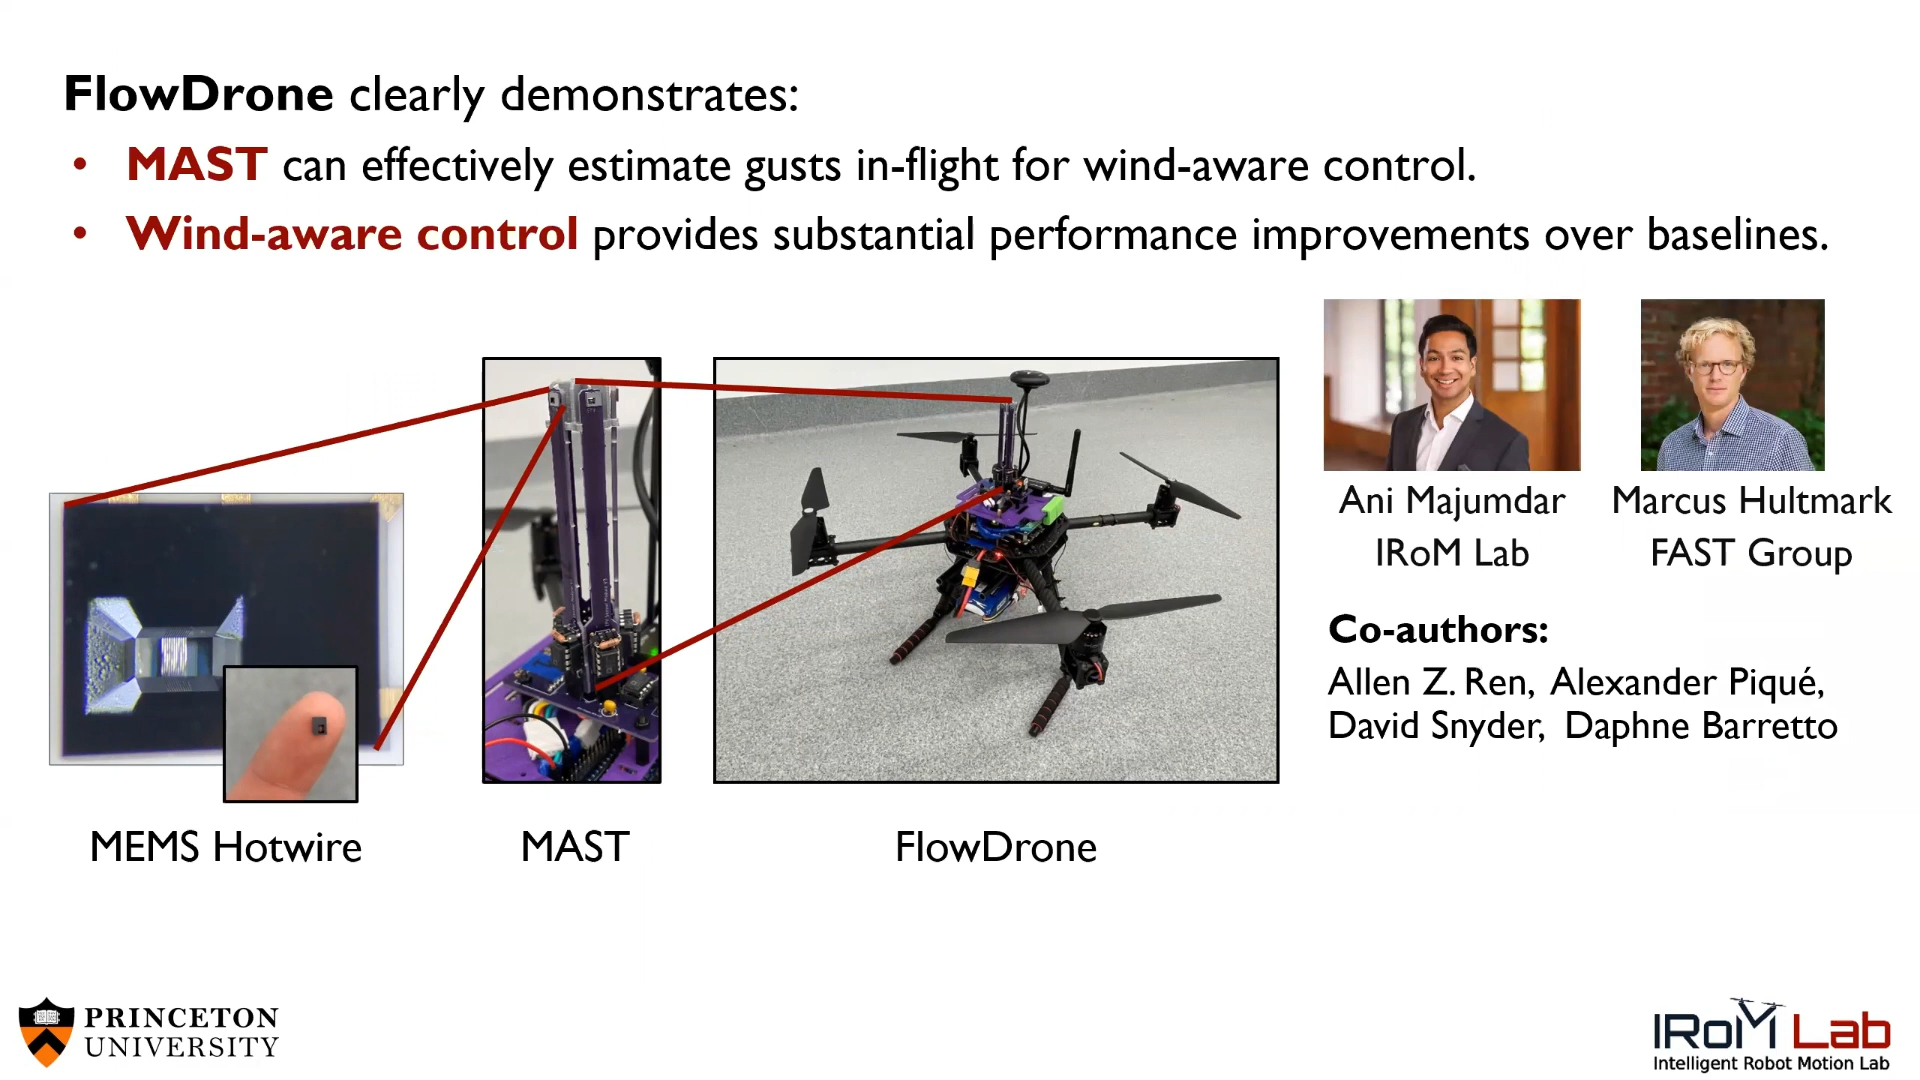 FlowDrone clearly demonstrates:
• MAST can effectively estimate gusts in-flight for wind-aware control.
• Wind-aware control provides substantial performance improvements over baselines.
Ani Majumdar
IRoM Lab
Marcus Hultmark
FAST Group
Co-authors:
Allen Z. Ren, Alexander Piqué,
David Snyder, Daphne Barretto
MEMS Hotwire
MAST
FlowDrone
PRINCETON
UNIVERSITY
IRoM Lab
Intelligent Robot Motion Lab